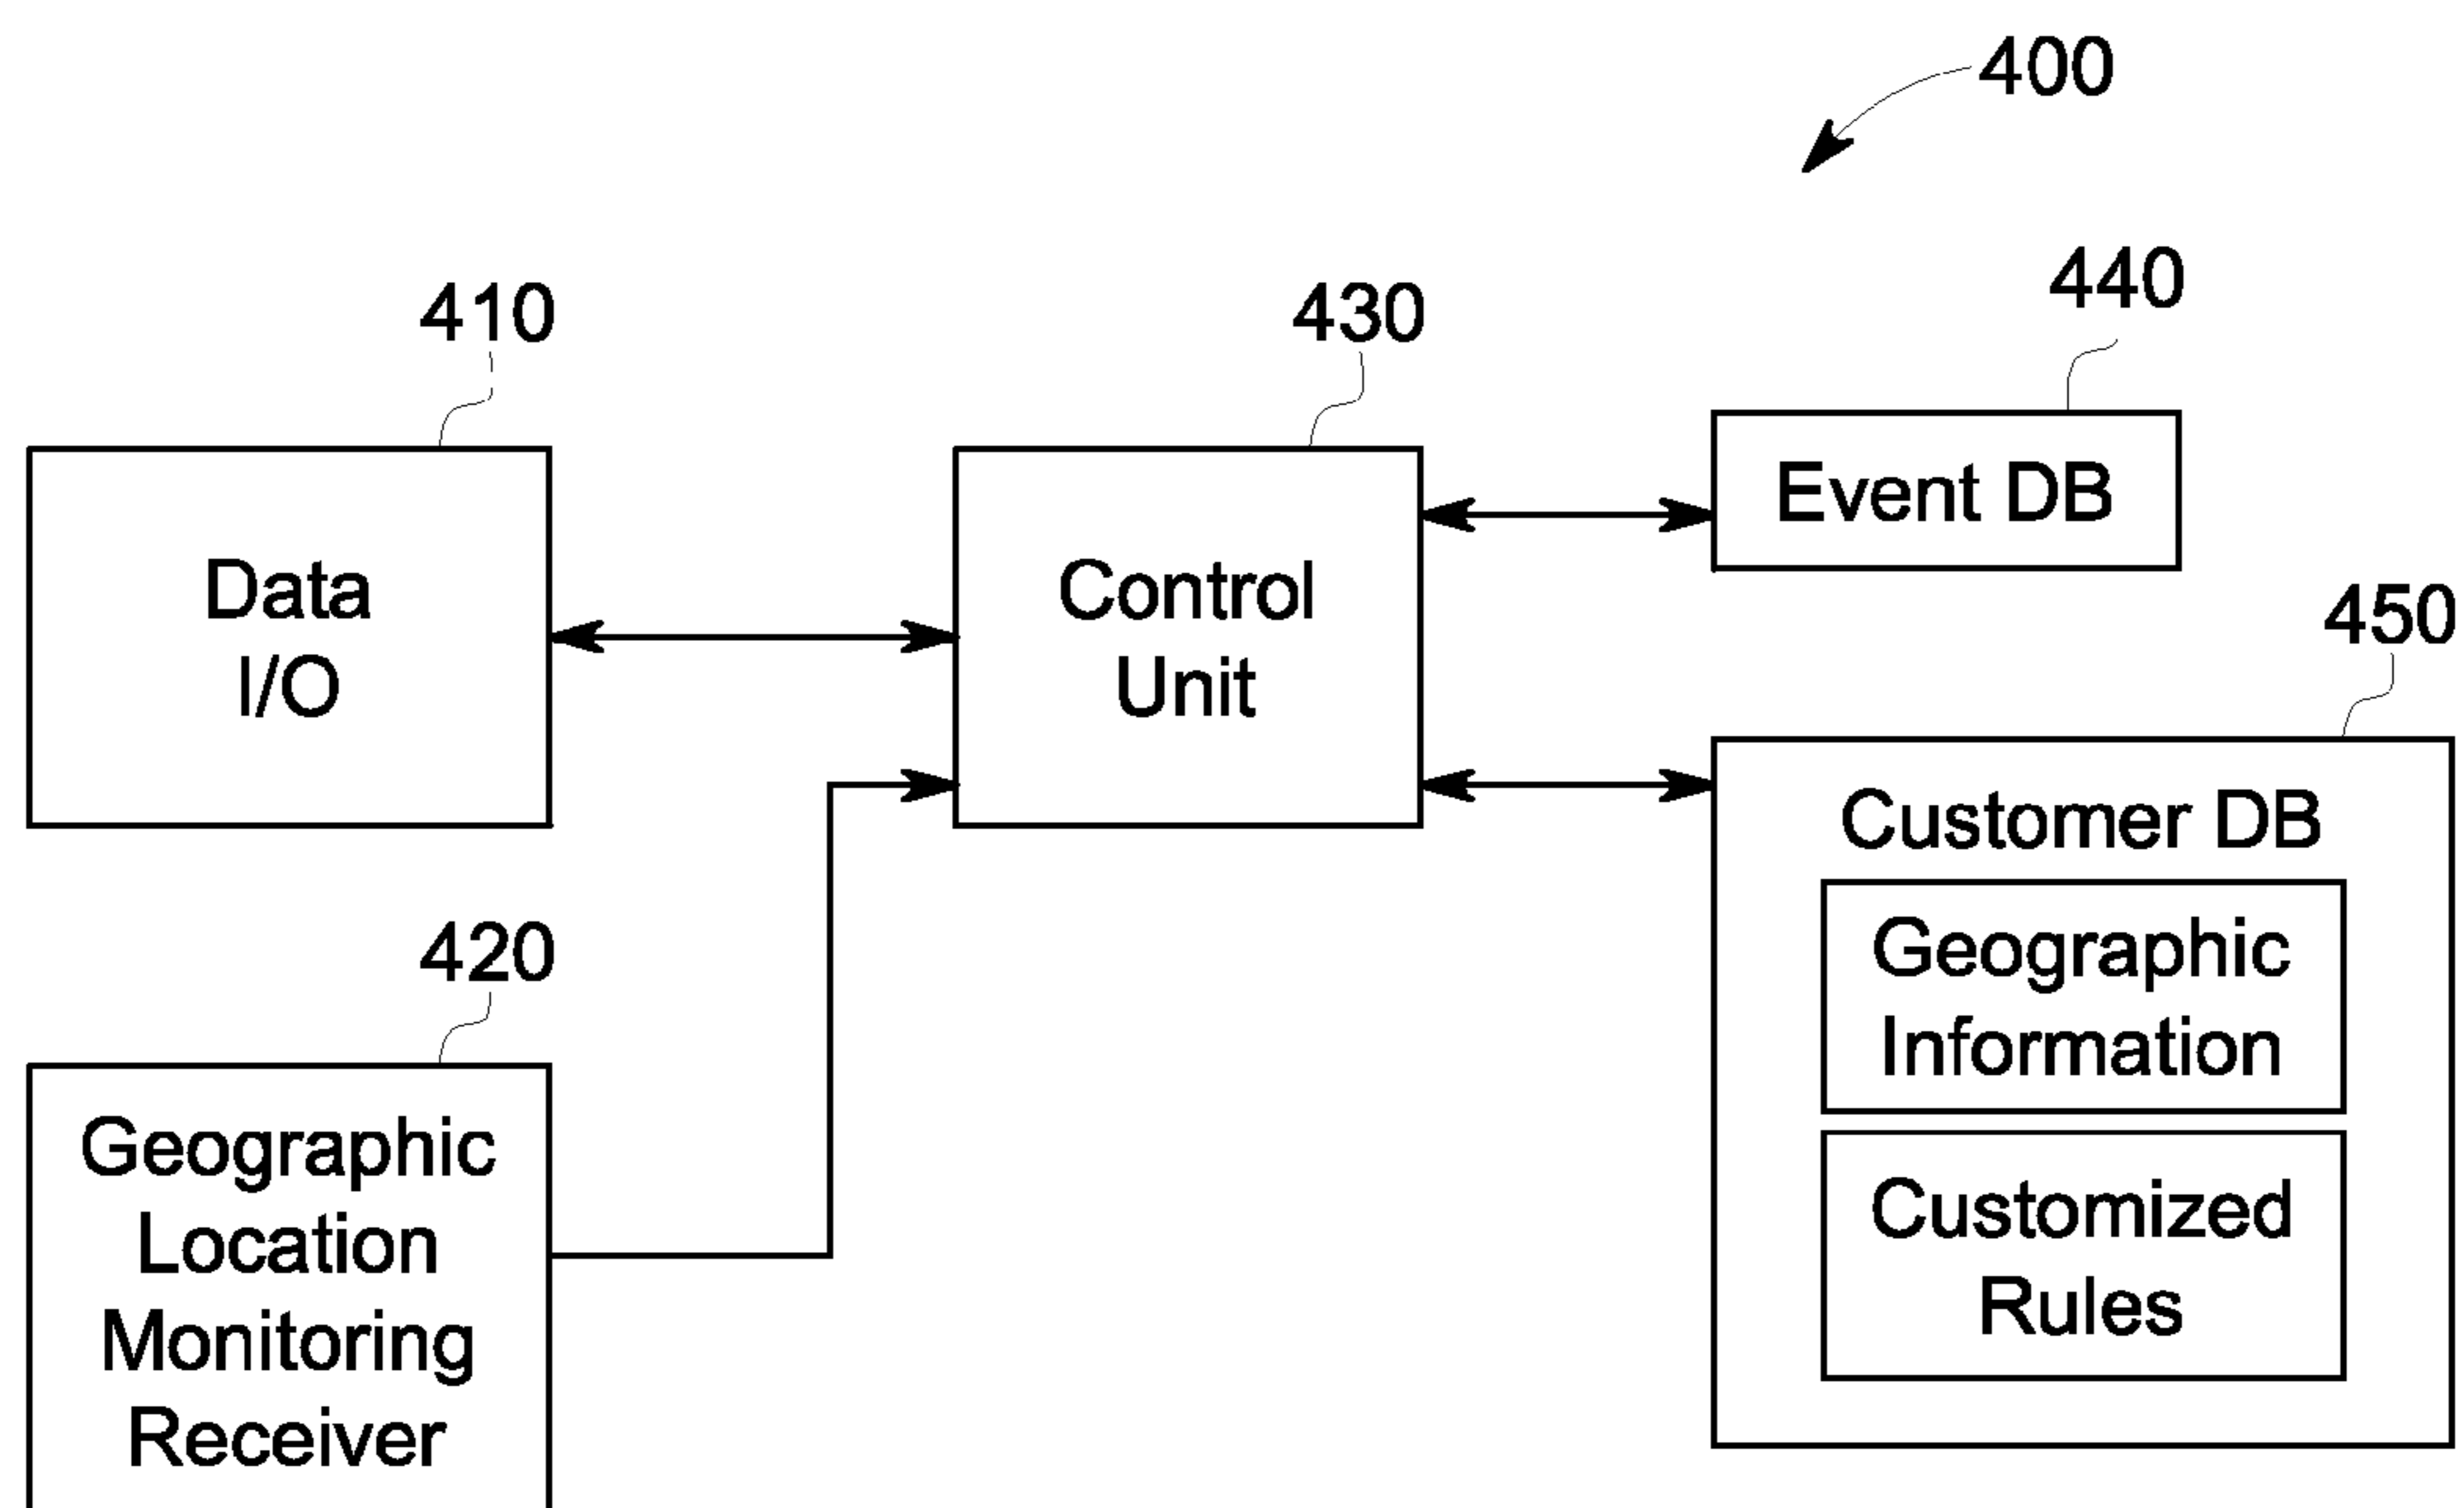 400
410
430
440
Data
I/O
Control
Unit
Event DB
450
420
Customer DB
Geographic
Information
Customized
Rules
Geographic
Location
Monitoring
Receiver